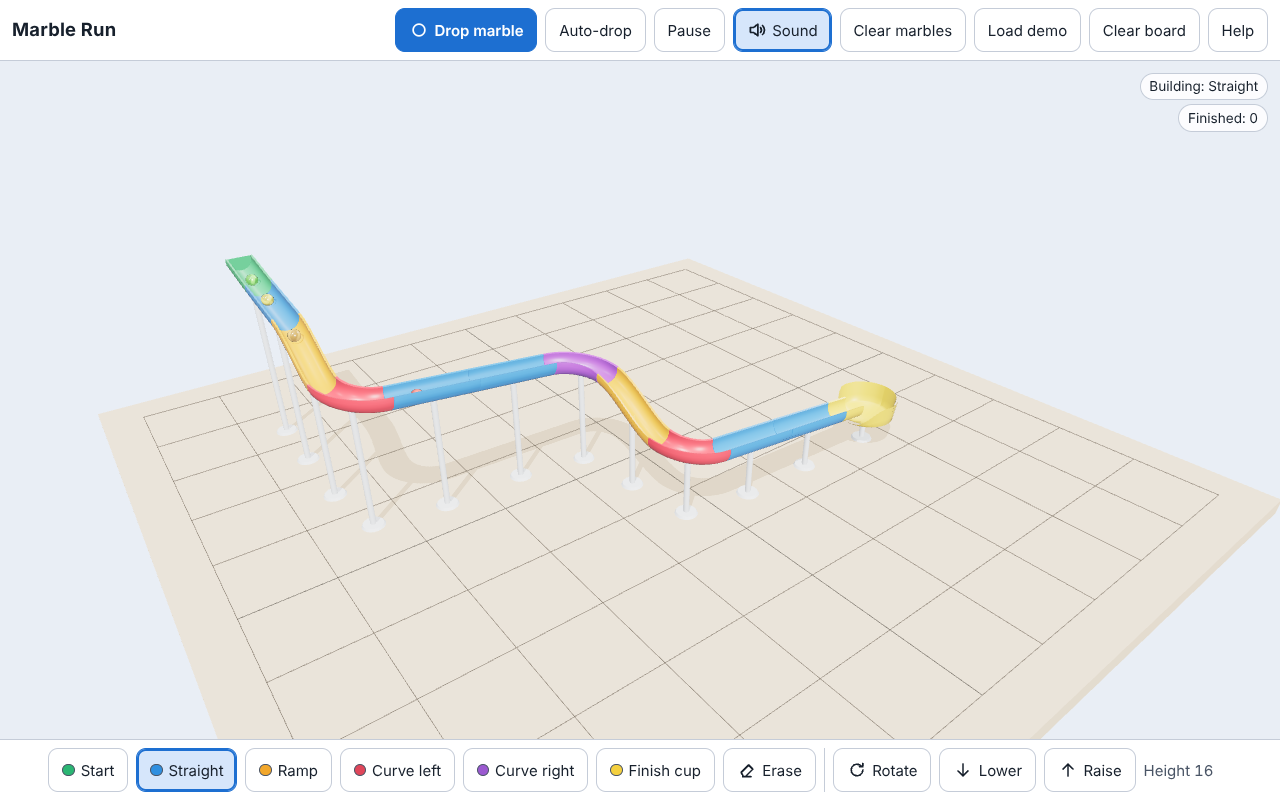 Marble Run
Drop marble
Auto-drop
Pause
Sound
Clear marbles
Load demo
Clear board
Help
Building: Straight
Finished: 0
Start
Straight
Ramp
Curve left
Curve right
Finish cup
Erase
Rotate
Lower
Raise
Height 16